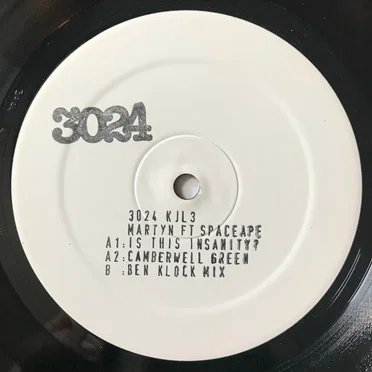 3024
3024 KJL3
MARTYN FT SPACEAPE
A1:IS THIS INSANITY?
A2:CAMBERWELL GREEN
B :BEN KLOCK MIX